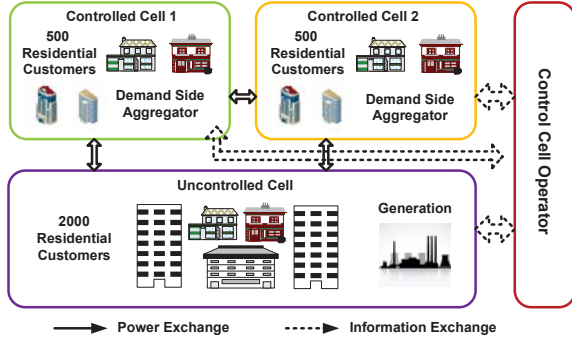 Controlled Cell 1
500
Residential
Customers
Demand Side
Aggregator
Controlled Cell 2
500
Residential
Customers
Demand Side
Aggregator
Control Cell Operator
Uncontrolled Cell
2000
Residential
Customers
Generation
Power Exchange
Information Exchange